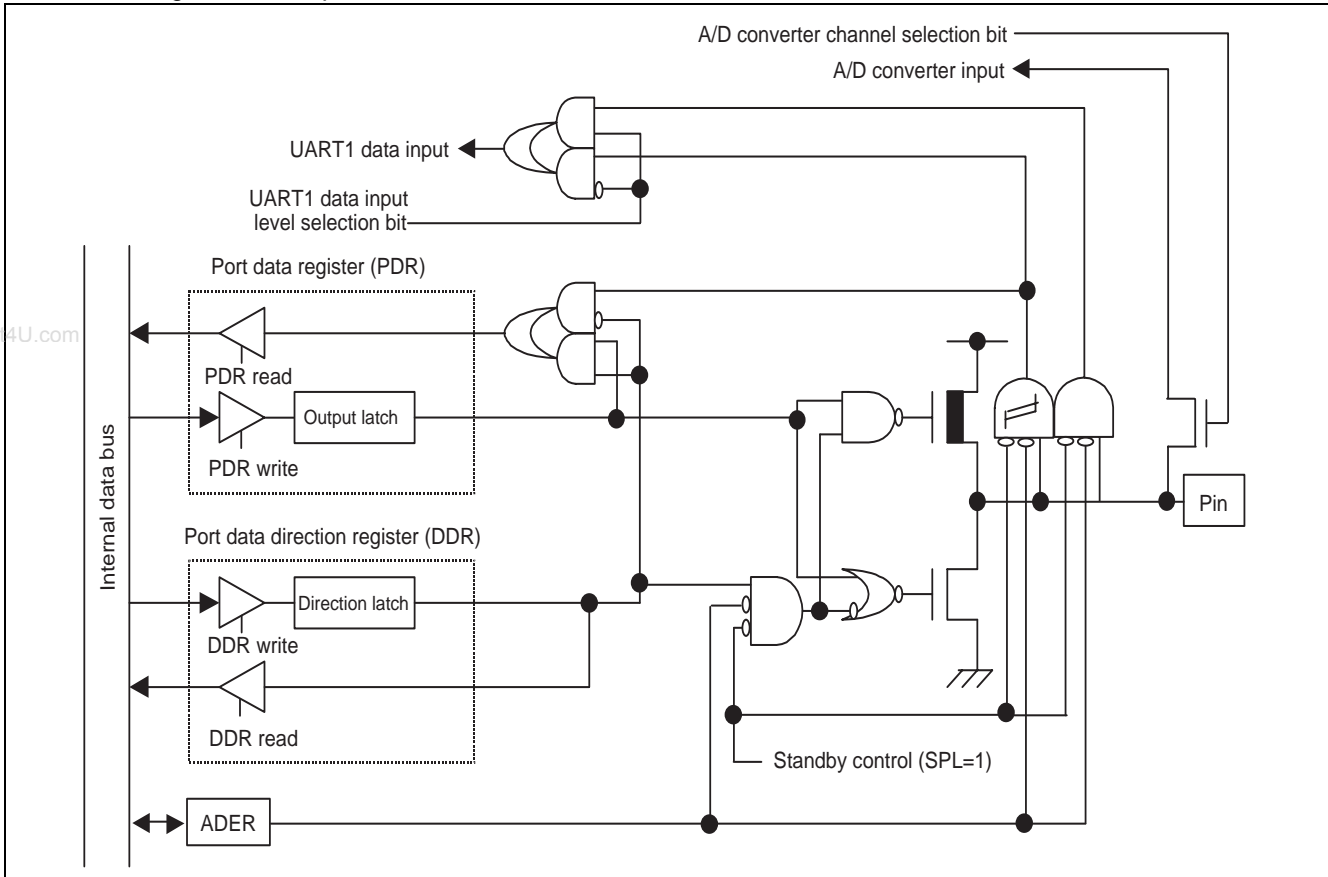 A/D converter channel selection bit
A/D converter input
UART1 data input
UART1 data input
level selection bit
Port data register (PDR)
t4U.com
PDR read
Output latch
PDR write
Internal data bus
Pin
Port data direction register (DDR)
Direction latch
DDR write
DDR read
Standby control (SPL=1)
ADER